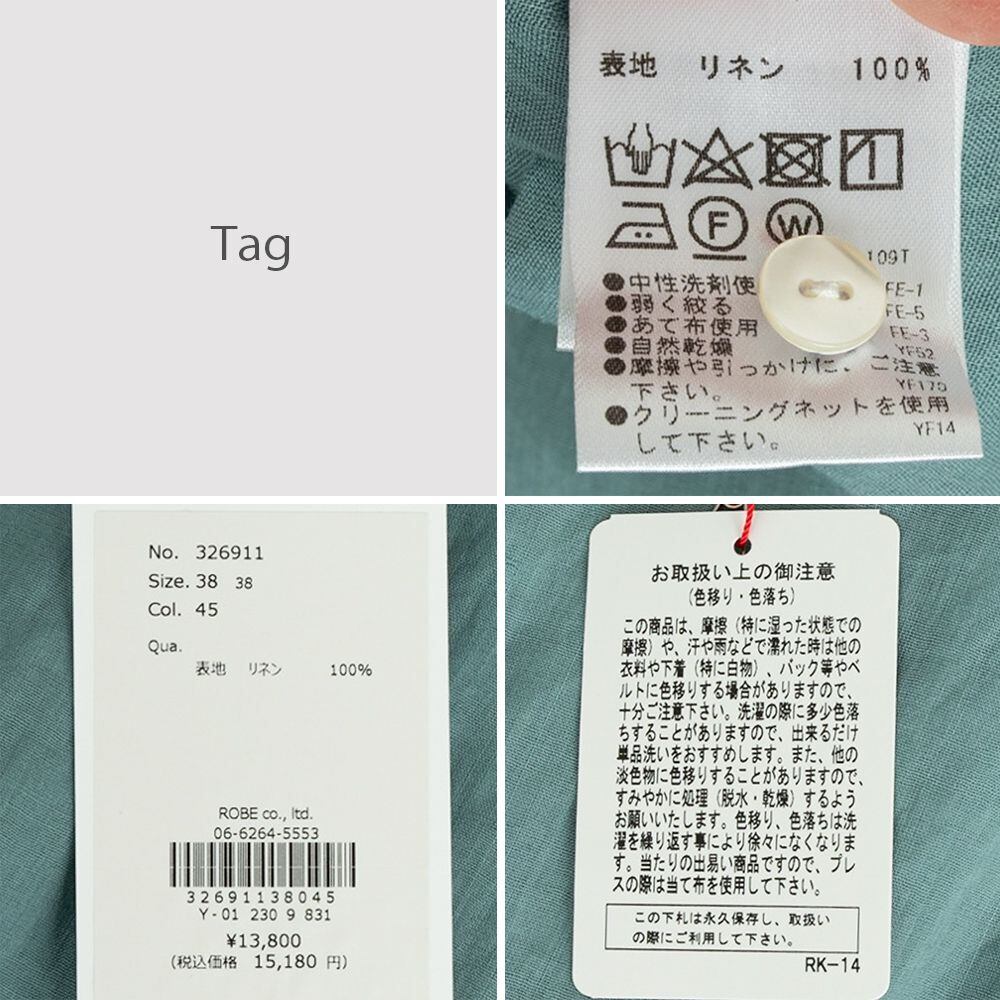 Tag
表地 リネン 100%
F W
109T
●中性洗剤使
FE-1
●弱く絞る
FE-5
●あて布使用
FE-3
●自然乾燥
YF52
●摩擦や引っかけに、ご注意
下さい。
YF170
●クリーニングネットを使用
して下さい。
YF14
No. 326911
Size. 38 38
Col. 45
Qua.
表地 リネン 100%
ROBE co., ltd.
06-6264-5553
32691138045
Y-01 230 9 831
¥13,800
(税込価格 15,180 円)
お取扱い上の御注意
(色移り・色落ち)
この商品は、摩擦(特に湿った状態での
摩擦)や、汗や雨などで濡れた時は他の
衣料や下着(特に白物)、バック等やベ
ルトに色移りする場合がありますので、
十分ご注意下さい。洗濯の際に多少色落
ちすることがありますので、出来るだけ
単品洗いをおすすめします。また、他の
淡色物に色移りすることがありますので、
すみやかに処理(脱水・乾燥)するよう
お願いいたします。色移り、色落ちは洗
濯を繰り返す事により徐々になくなりま
す。当たりの出易い商品ですので、プレ
スの際は当て布を使用して下さい。
この下札は永久保存し、取扱い
の際にご利用して下さい。
RK-14